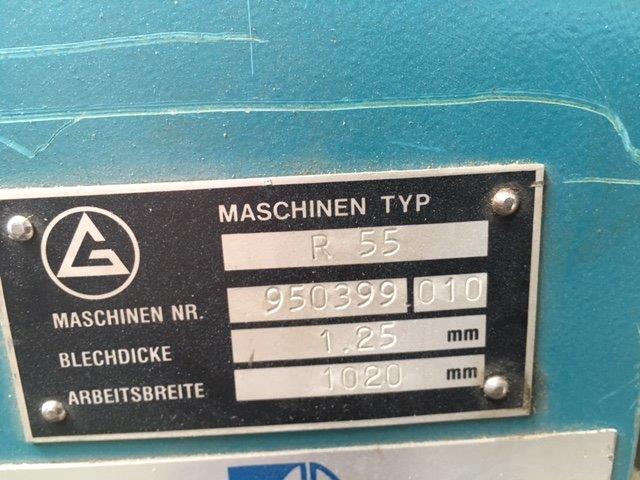 MASCHINEN TYP
R 55
MASCHINEN NR. 950399.010
BLECHDICKE 1.25 mm
ARBEITSBREITE 1020 mm